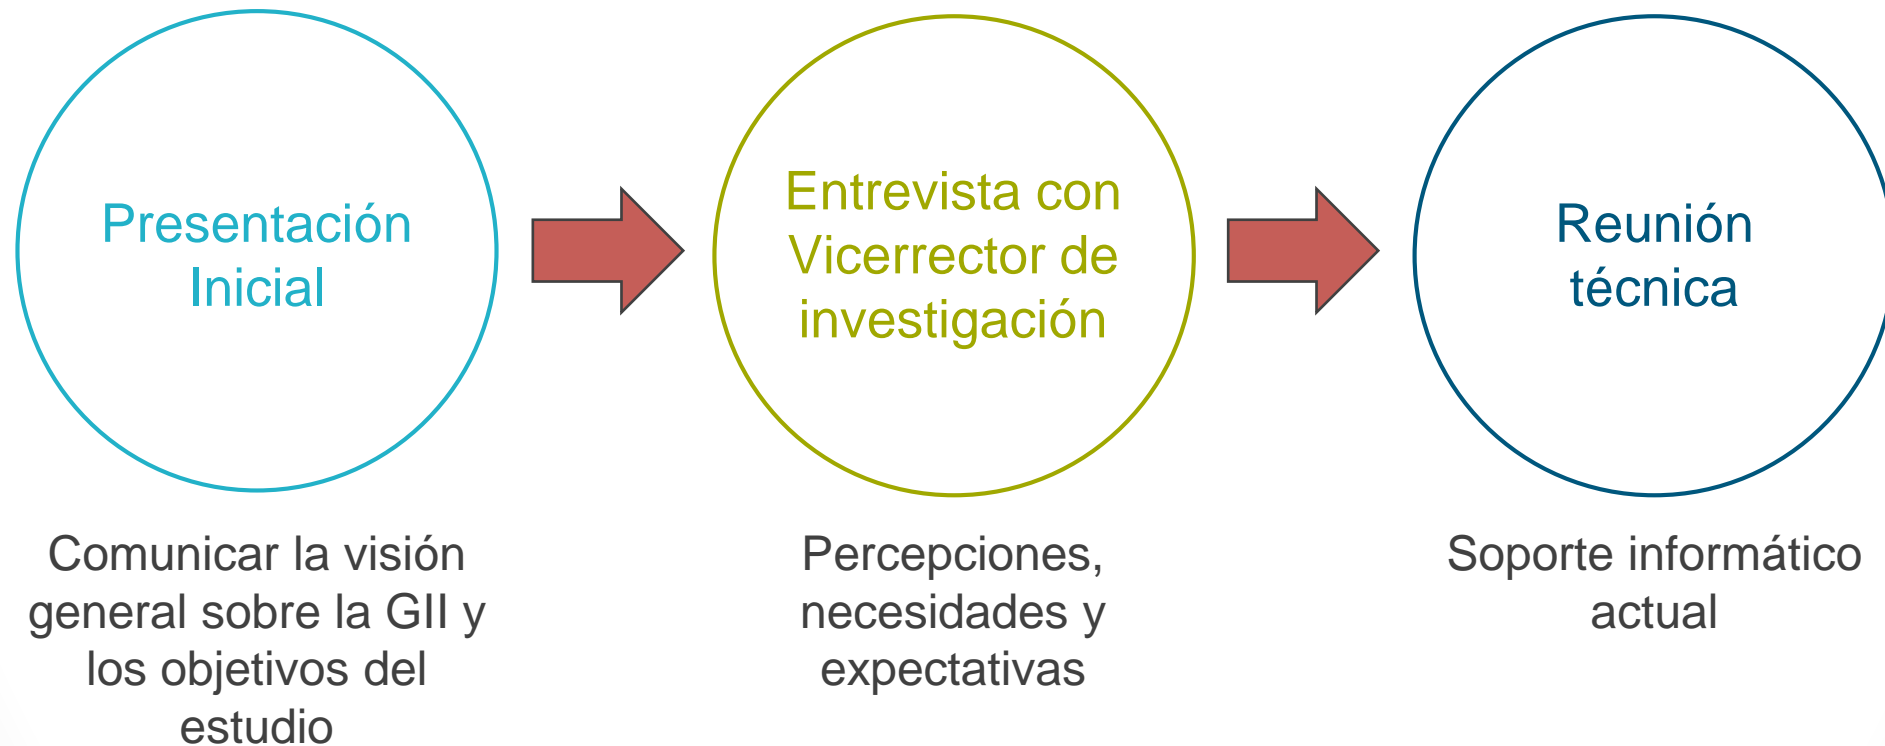 Presentación
Inicial
Entrevista con
Vicerrector de
investigación
Reunión
técnica
Comunicar la visión
general sobre la GII y
los objetivos del
estudio
Percepciones,
necesidades y
expectativas
Soporte informático
actual